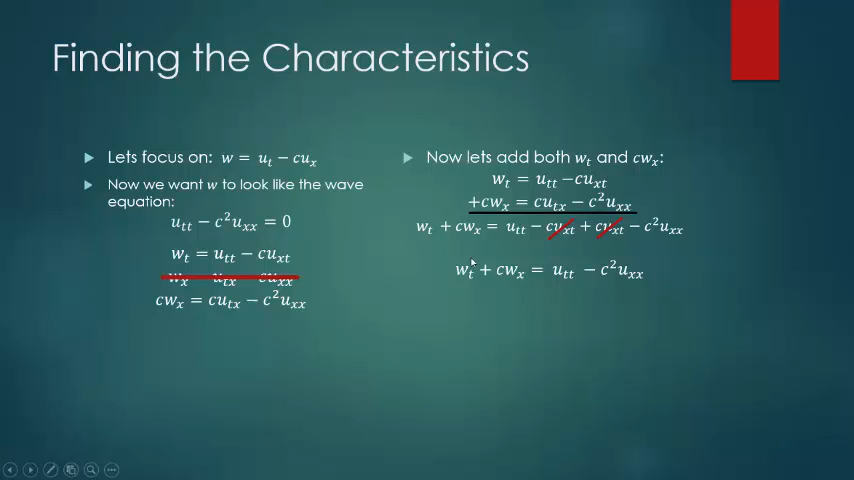 Finding the Characteristics
Lets focus on: w = u_t − cu_x
Now we want w to look like the wave
equation:
u_tt − c²u_xx = 0
w_t = u_tt − cu_xt
w_x = u_tx − cu_xx
cw_x = cu_tx − c²u_xx
Now lets add both w_t and cw_x:
w_t = u_tt −cu_xt
+cw_x = cu_tx − c²u_xx
w_t + cw_x = u_tt − cu_xt + cu_xt − c²u_xx
w_t + cw_x = u_tt − c²u_xx